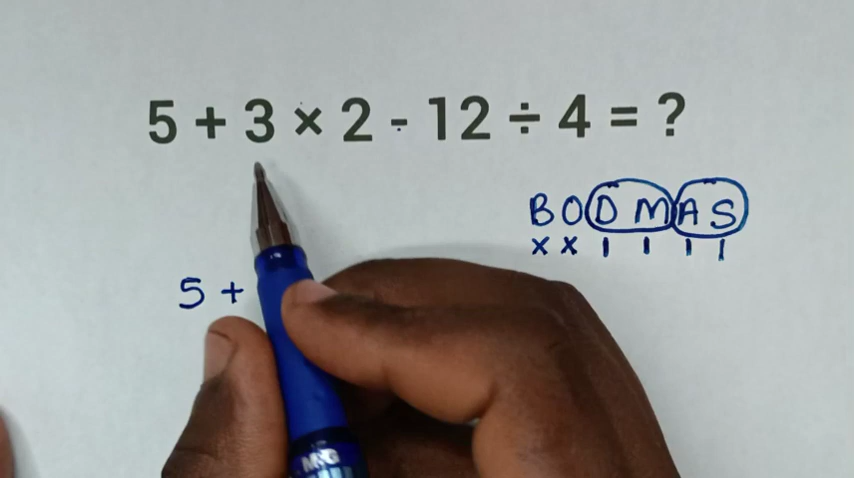 5 + 3 × 2 - 12 ÷ 4 = ?
BODMAS
x x | | | |
5 +
M&G